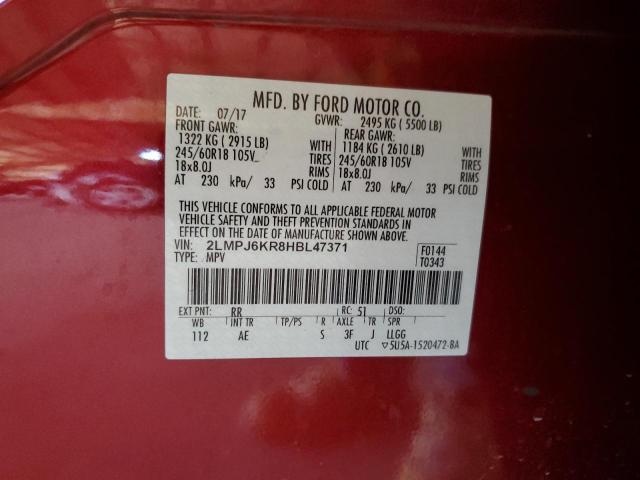 MFD. BY FORD MOTOR CO.
DATE: 07/17 GVWR: 2495 KG ( 5500 LB)
FRONT GAWR: REAR GAWR:
1322 KG ( 2915 LB) WITH 1184 KG ( 2610 LB) WITH
245/60R18 105V TIRES 245/60R18 105V TIRES
18x8.0J RIMS 18x8.0J RIMS
AT 230 kPa/ 33 PSI COLD AT 230 kPa/ 33 PSI COLD
THIS VEHICLE CONFORMS TO ALL APPLICABLE FEDERAL MOTOR
VEHICLE SAFETY AND THEFT PREVENTION STANDARDS IN
EFFECT ON THE DATE OF MANUFACTURE SHOWN ABOVE.
VIN: 2LMPJ6KR8HBL47371 F0144
TYPE: MPV T0343
EXT PNT: RR RC: 51 DSO:
WB INT TR TP/PS R AXLE TR SPR
112 AE S 3F J LLGG
UTC ▽5U5A-1520472-BA